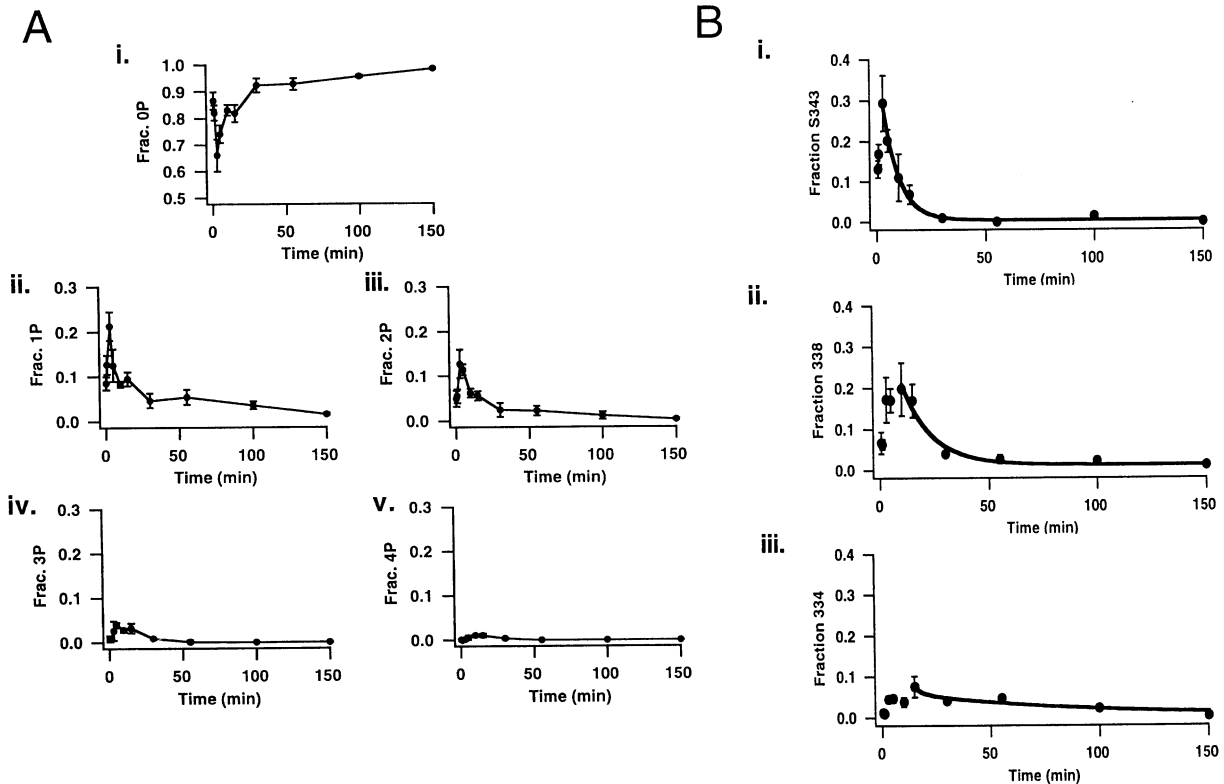 A
i.
Frac. 0P
1.0
0.9
0.8
0.7
0.6
0.5
0 50 100 150
Time (min)
ii.
Frac. 1P
0.3
0.2
0.1
0.0
0 50 100 150
Time (min)
iii.
Frac. 2P
0.3
0.2
0.1
0.0
0 50 100 150
Time (min)
iv.
Frac. 3P
0.3
0.2
0.1
0.0
0 50 100 150
Time (min)
v.
Frac. 4P
0.3
0.2
0.1
0.0
0 50 100 150
Time (min)
B
i.
Fraction S343
0.4
0.3
0.2
0.1
0.0
0 50 100 150
Time (min)
ii.
Fraction 338
0.4
0.3
0.2
0.1
0.0
0 50 100 150
Time (min)
iii.
Fraction 334
0.4
0.3
0.2
0.1
0.0
0 50 100 150
Time (min)